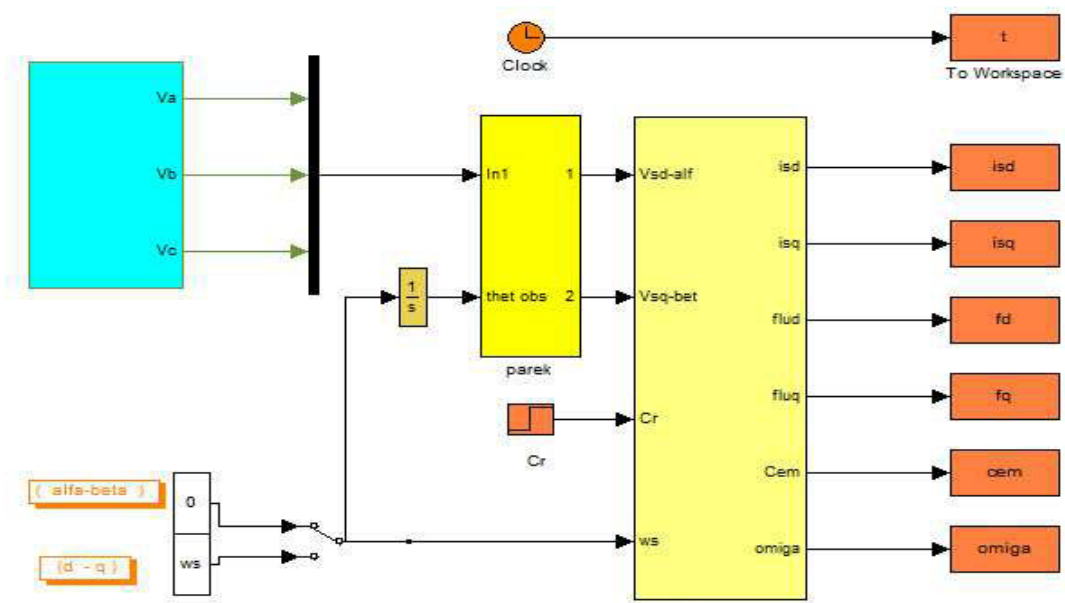 t
Clock
To Workspace
Va
Vb
Vc
In1
1
thet obs
2
parek
1
s
Vsd-alf
Vsq-bet
Cr
ws
isd
isq
flud
fluq
Cem
omiga
isd
isq
fd
fq
cem
omiga
Cr
( alfa-beta )
0
(d - q )
ws